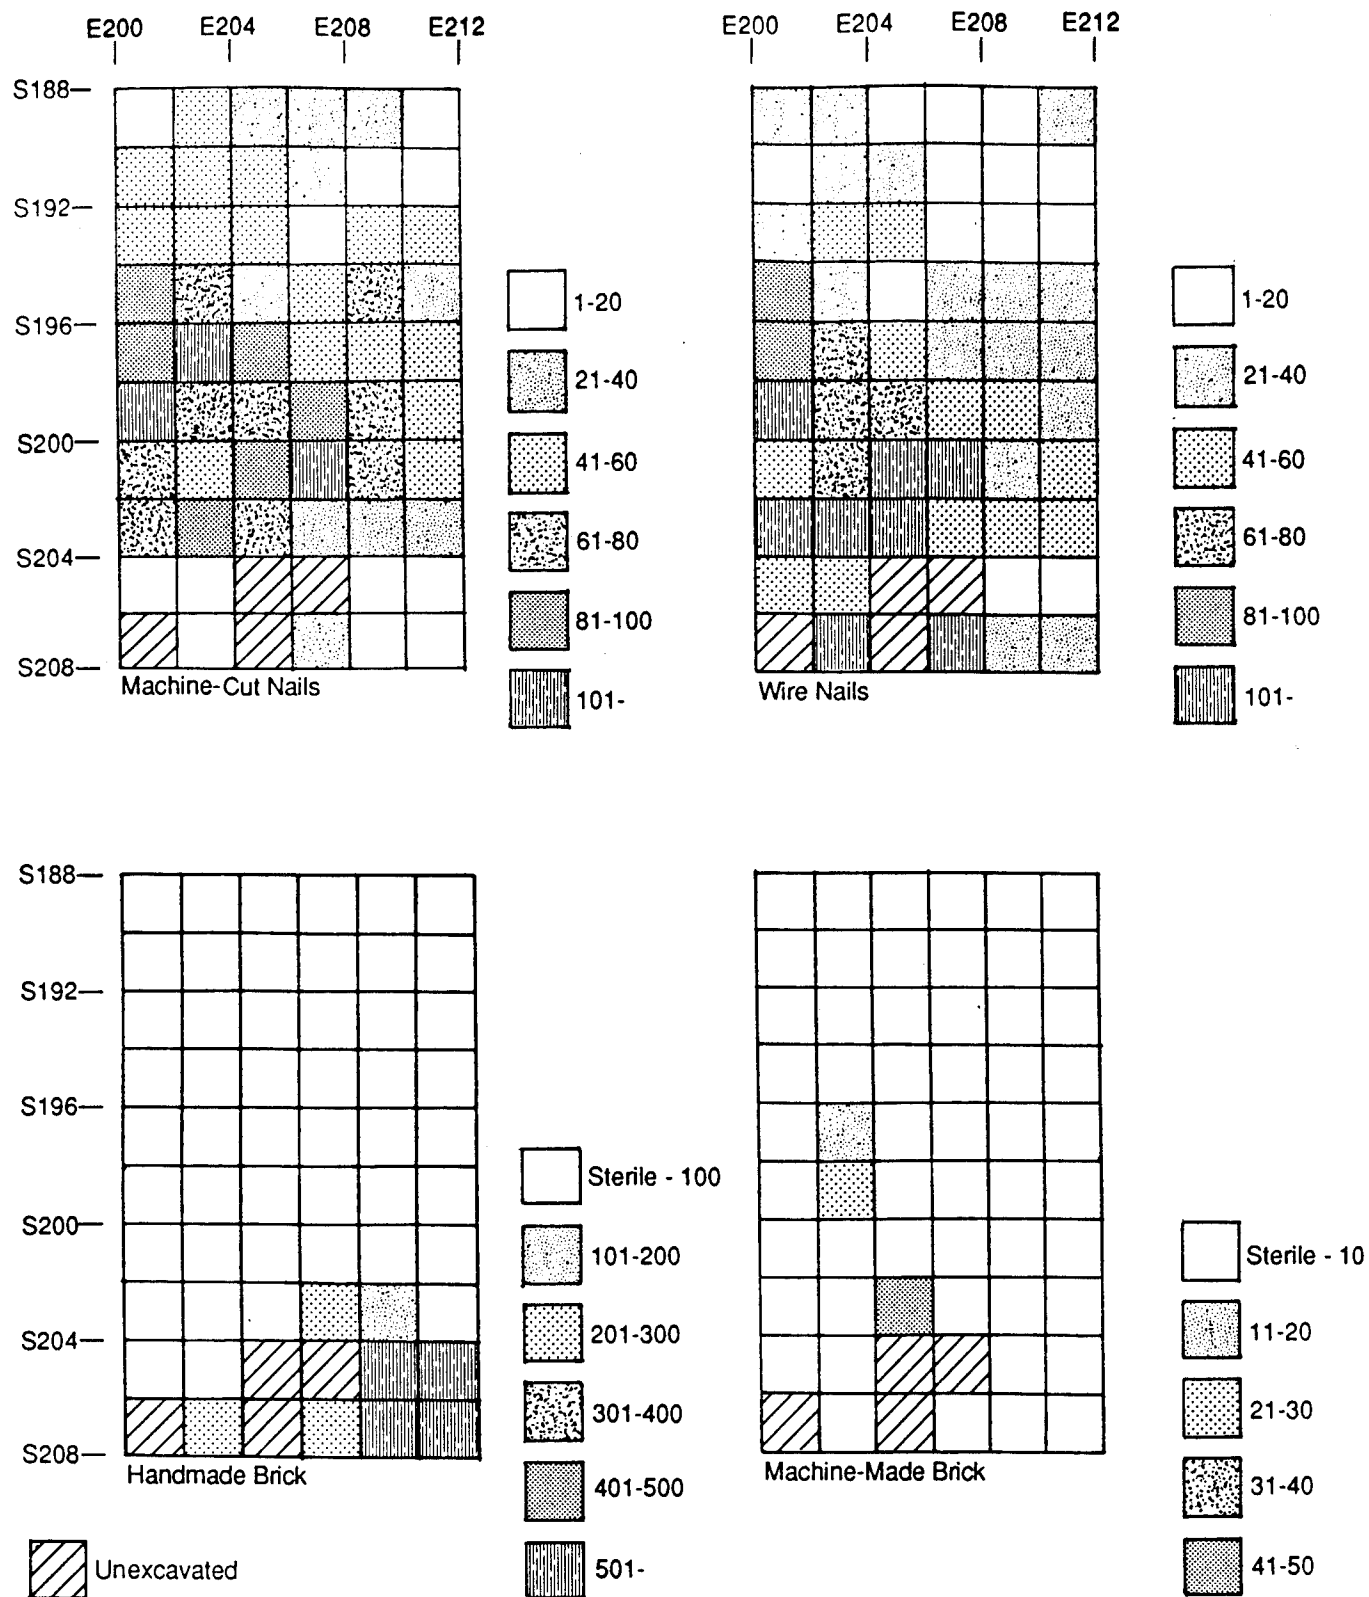 E200 E204 E208 E212
E200 E204 E208 E212
S188
S192
S196
S200
S204
S208
Machine-Cut Nails
1-20
21-40
41-60
61-80
81-100
101-
Wire Nails
1-20
21-40
41-60
61-80
81-100
101-
S188
S192
S196
S200
S204
S208
Handmade Brick
Sterile - 100
101-200
201-300
301-400
401-500
501-
Machine-Made Brick
Sterile - 10
11-20
21-30
31-40
41-50
Unexcavated